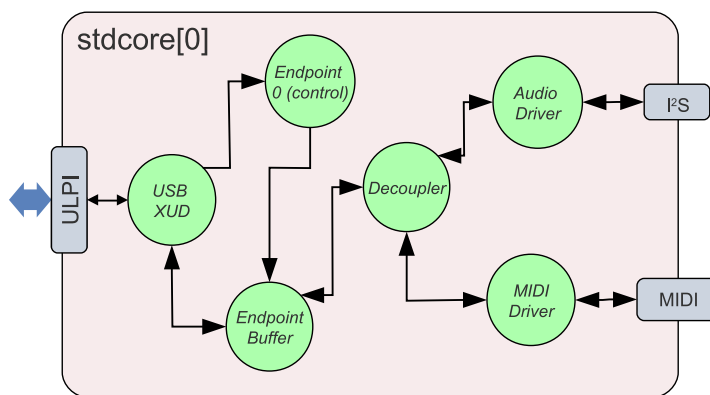 stdcore[0]
Endpoint
0 (control)
Audio
Driver
I²S
ULPI
USB
XUD
Decoupler
Endpoint
Buffer
MIDI
Driver
MIDI